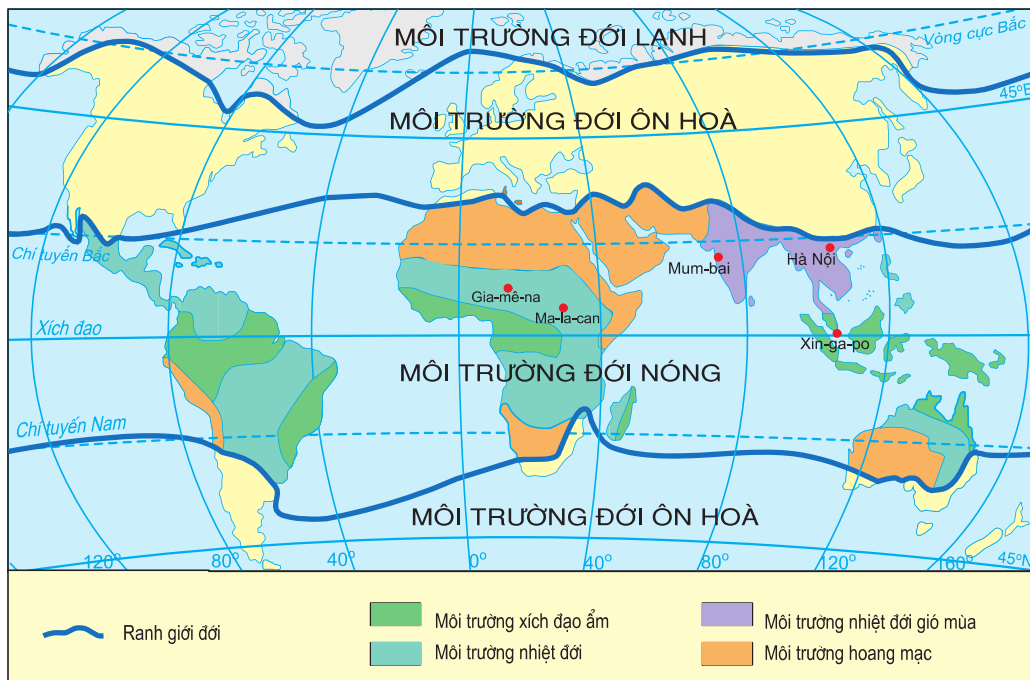 MÔI TRƯỜNG ĐỚI LẠNH
Vòng cực Bắc
45°B
MÔI TRƯỜNG ĐỚI ÔN HOÀ
Chí tuyến Bắc
Mum-bai
Hà Nội
Gia-mê-na
Ma-la-can
Xích đạo
Xin-ga-po
MÔI TRƯỜNG ĐỚI NÓNG
Chí tuyến Nam
MÔI TRƯỜNG ĐỚI ÔN HOÀ
120° 80° 40° 0° 40° 80° 120° 160° 45°N
Ranh giới đới
Môi trường xích đạo ẩm
Môi trường nhiệt đới
Môi trường nhiệt đới gió mùa
Môi trường hoang mạc